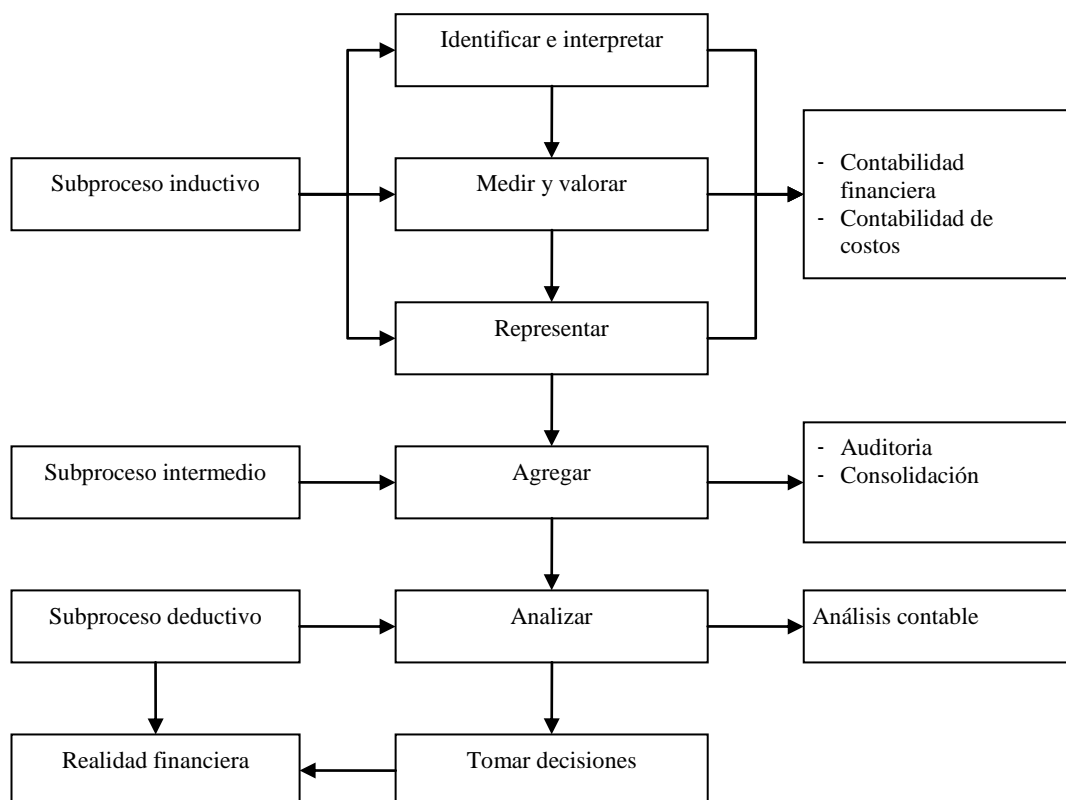 Identificar e interpretar
Subproceso inductivo
Medir y valorar
- Contabilidad
financiera
- Contabilidad de
costos
Representar
Subproceso intermedio
Agregar
- Auditoria
- Consolidación
Subproceso deductivo
Analizar
Análisis contable
Realidad financiera
Tomar decisiones